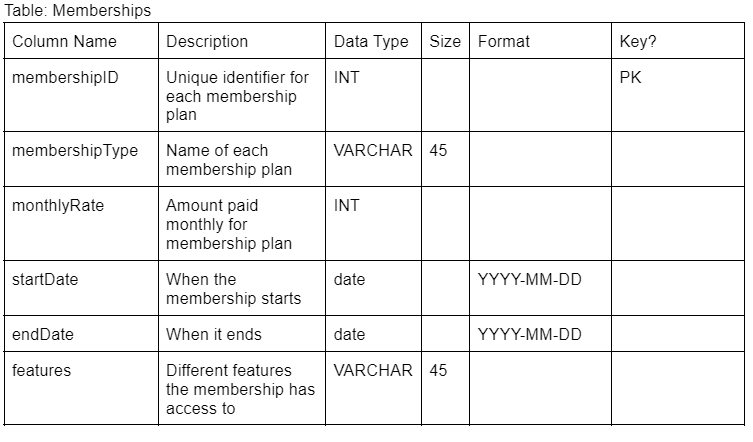 Table: Memberships
Column Name Description Data Type Size Format Key?
membershipID Unique identifier for INT PK
each membership
plan
membershipType Name of each VARCHAR 45
membership plan
monthlyRate Amount paid INT
monthly for
membership plan
startDate When the date YYYY-MM-DD
membership starts
endDate When it ends date YYYY-MM-DD
features Different features VARCHAR 45
the membership has
access to